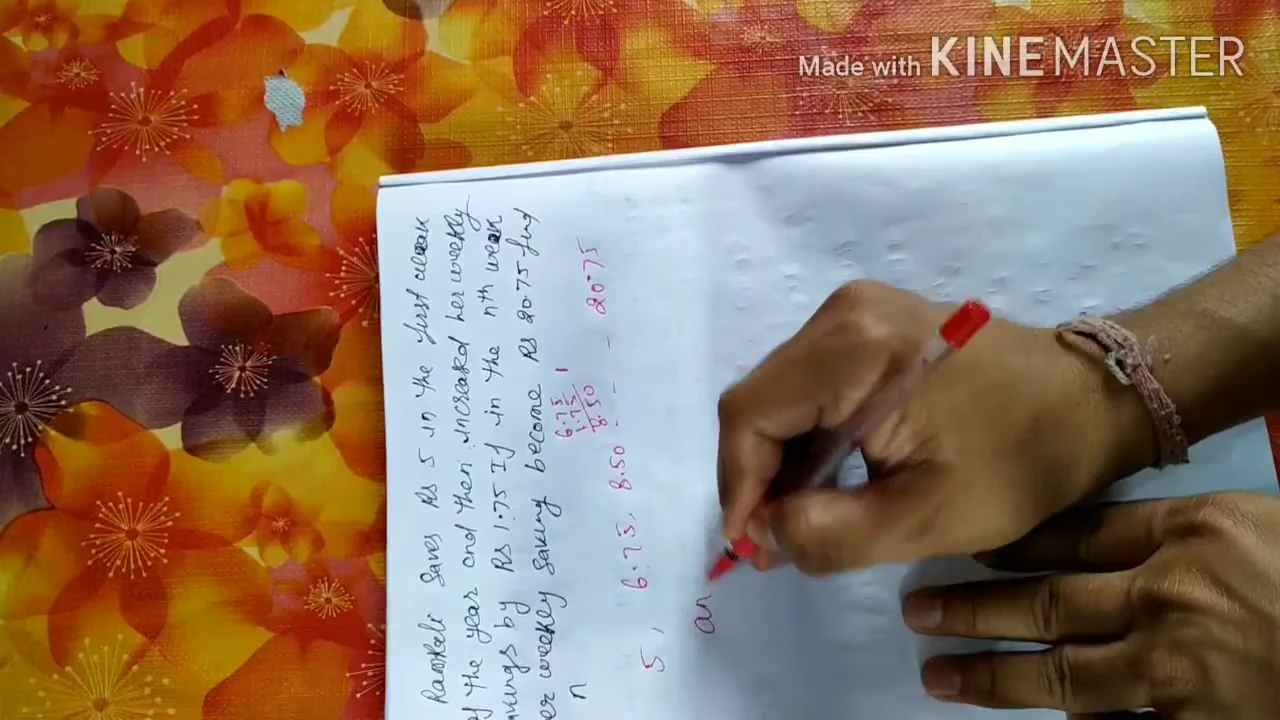 Made with KINEMASTER
Ramkali Saves Rs 5 in the first week
of the year and then increased her weekly
savings by Rs 1.75 If in the nth week
er weekly saving become Rs 20.75 find
n
6.75
1.75
8.50
5, 6.75, 8.50 - - - 20.75
an